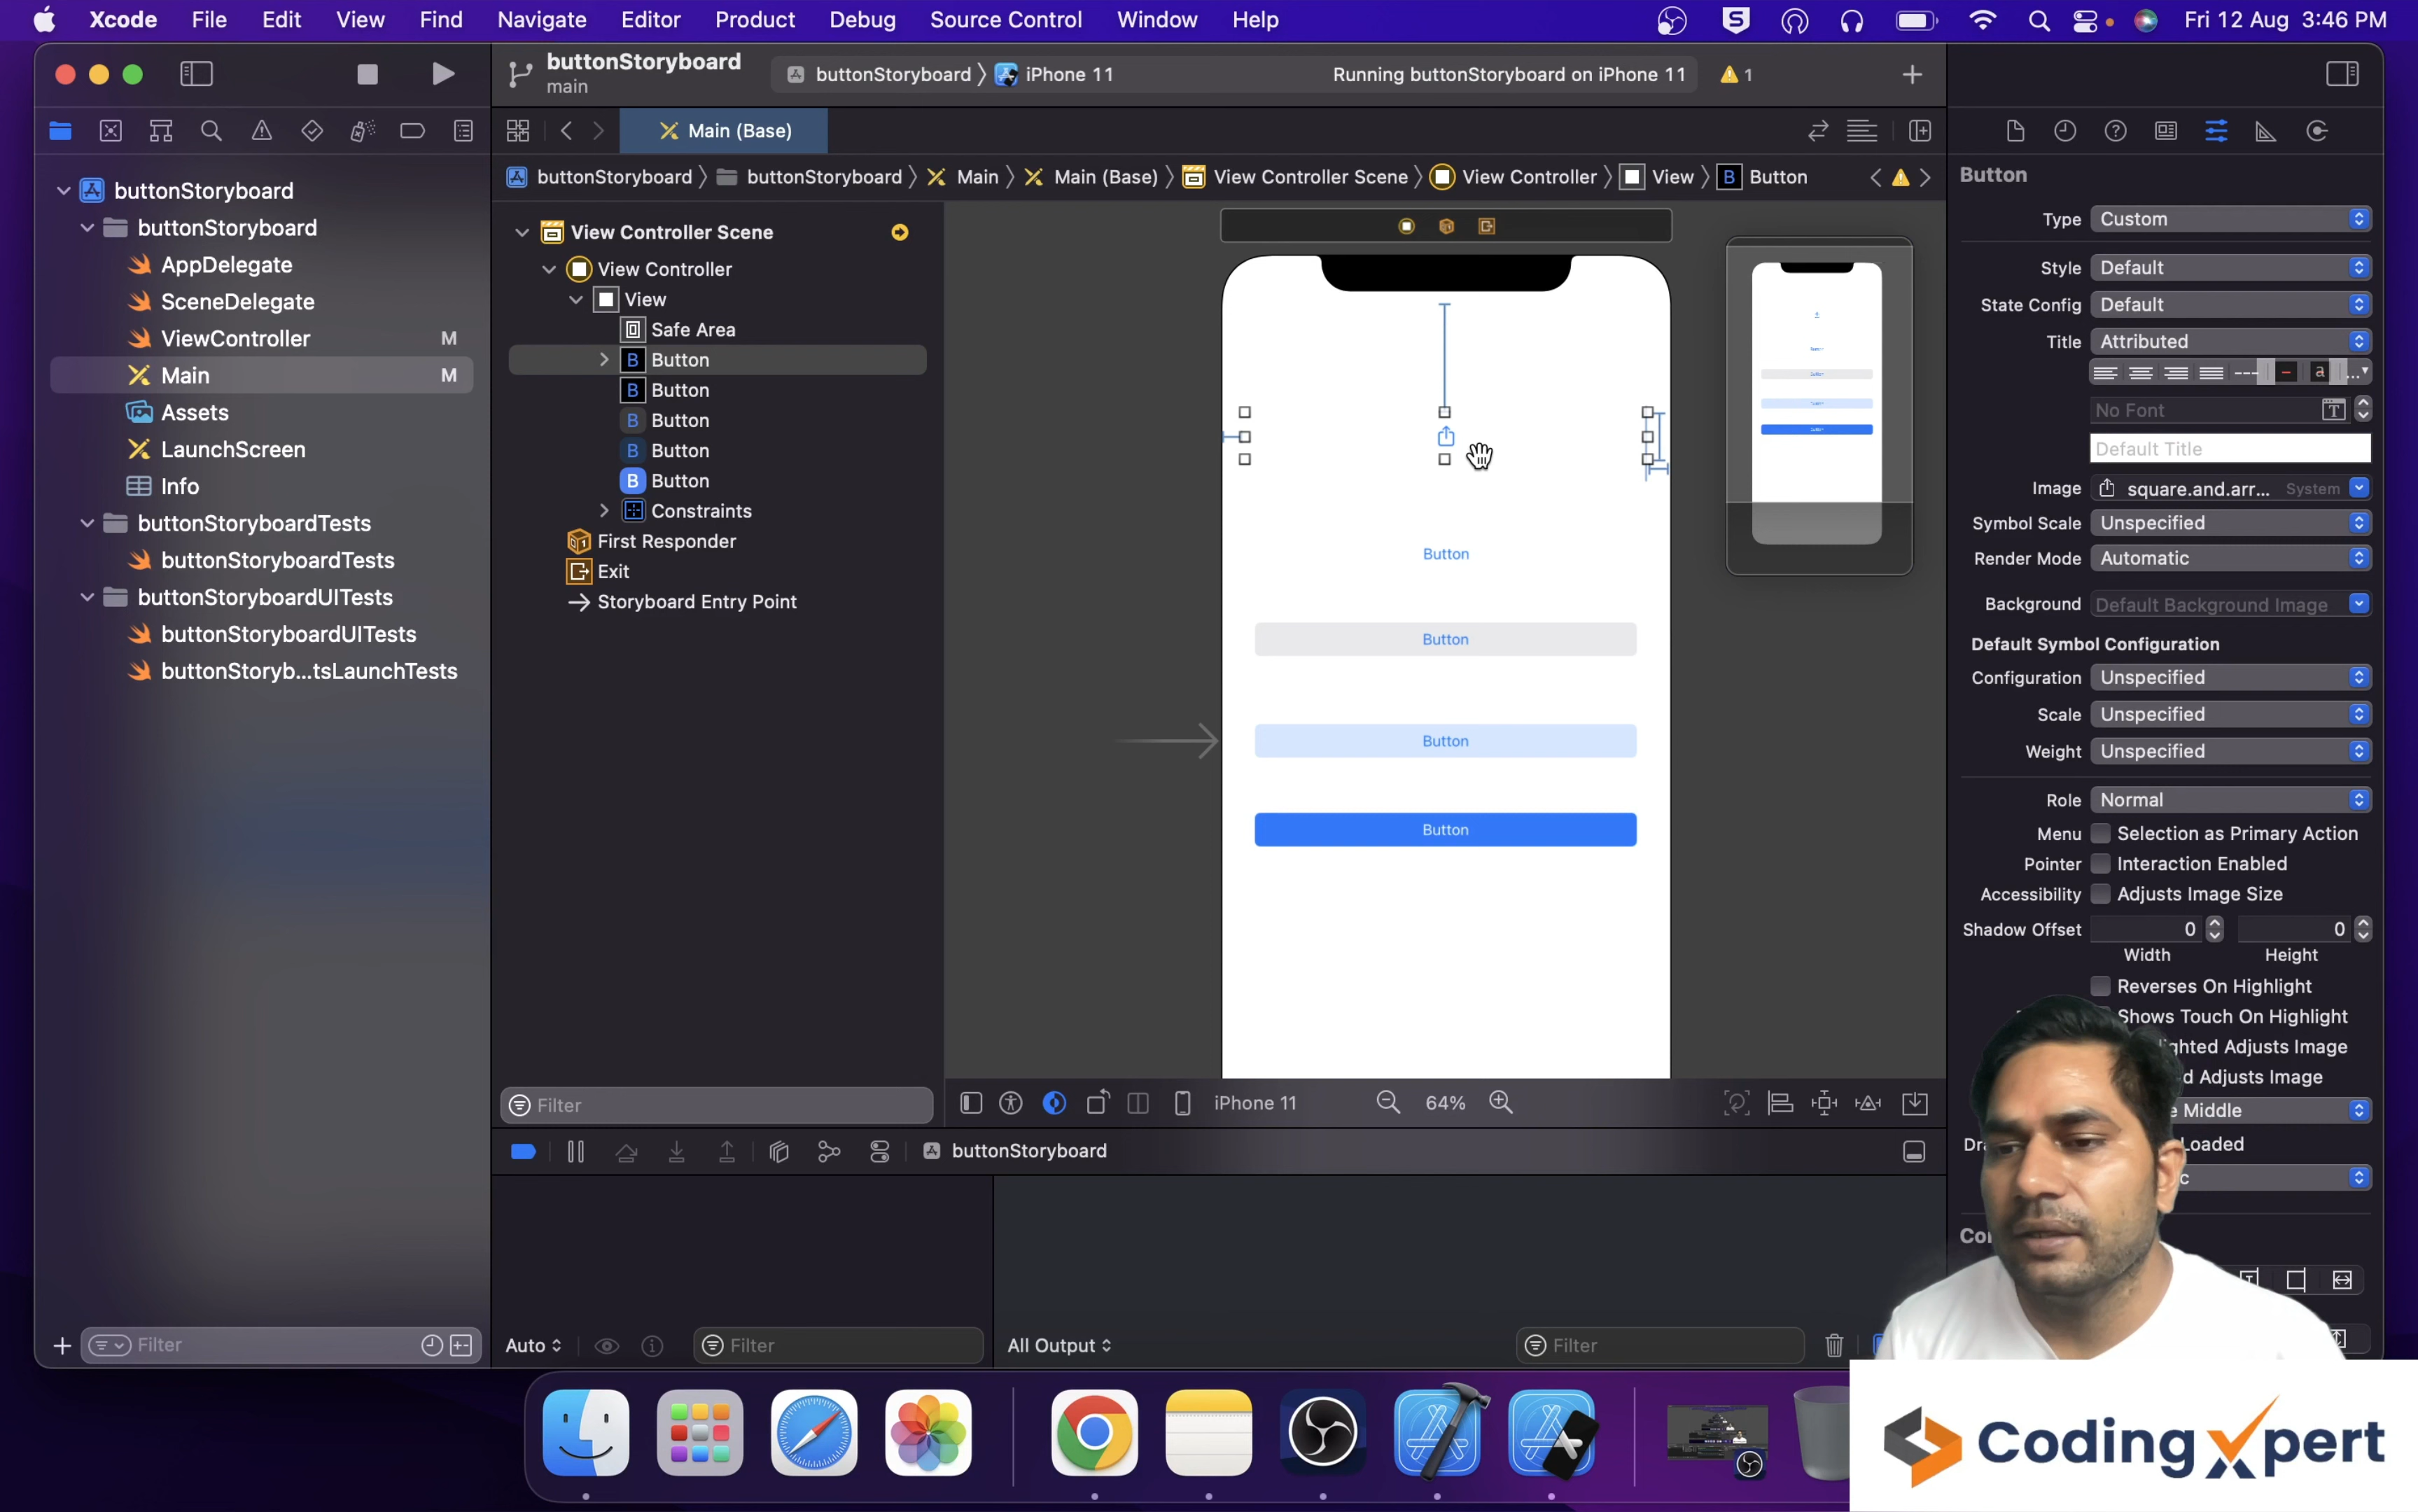 Xcode File Edit View Find Navigate Editor Product Debug Source Control Window Help Fri 12 Aug 3:46 PM
buttonStoryboard
main
buttonStoryboard iPhone 11 Running buttonStoryboard on iPhone 11 1
Main (Base)
buttonStoryboard buttonStoryboard Main Main (Base) View Controller Scene View Controller View B Button
buttonStoryboard
buttonStoryboard
AppDelegate
SceneDelegate
ViewController M
Main M
Assets
LaunchScreen
Info
buttonStoryboardTests
buttonStoryboardTests
buttonStoryboardUITests
buttonStoryboardUITests
buttonStoryb...tsLaunchTests
Filter
View Controller Scene
View Controller
View
Safe Area
B Button
B Button
B Button
B Button
B Button
Constraints
First Responder
Exit
Storyboard Entry Point
Filter
Button
Button
Button
Button
iPhone 11 64%
buttonStoryboard
Auto
Filter
All Output
Filter
Button
Type Custom
Style Default
State Config Default
Title Attributed
a ...
No Font T
Default Title
Image square.and.arr... System
Symbol Scale Unspecified
Render Mode Automatic
Background Default Background Image
Default Symbol Configuration
Configuration Unspecified
Scale Unspecified
Weight Unspecified
Role Normal
Menu Selection as Primary Action
Pointer Interaction Enabled
Accessibility Adjusts Image Size
Shadow Offset 0 0
Width Height
Reverses On Highlight
Shows Touch On Highlight
Adjusts Image
Adjusts Image
Middle
Loaded
CodingXpert